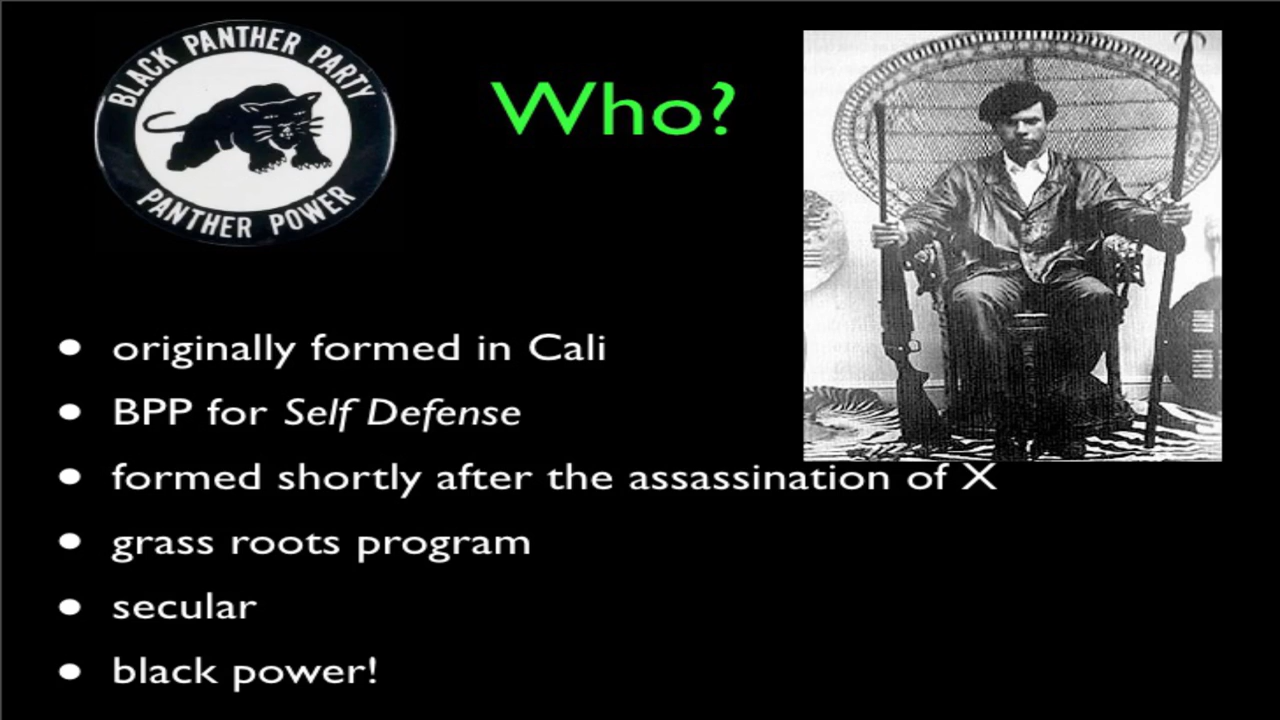 BLACK PANTHER PARTY
PANTHER POWER
Who?
originally formed in Cali
BPP for Self Defense
formed shortly after the assassination of X
grass roots program
secular
black power!